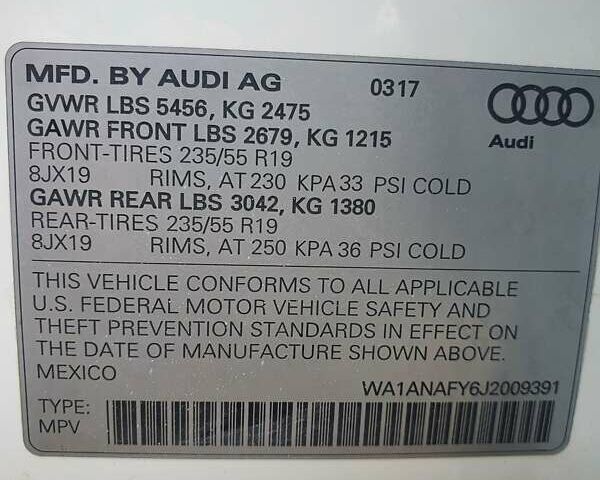 MFD. BY AUDI AG 0317
GVWR LBS 5456, KG 2475
GAWR FRONT LBS 2679, KG 1215
Audi
FRONT-TIRES 235/55 R19
8JX19 RIMS, AT 230 KPA 33 PSI COLD
GAWR REAR LBS 3042, KG 1380
REAR-TIRES 235/55 R19
8JX19 RIMS, AT 250 KPA 36 PSI COLD
THIS VEHICLE CONFORMS TO ALL APPLICABLE
U.S. FEDERAL MOTOR VEHICLE SAFETY AND
THEFT PREVENTION STANDARDS IN EFFECT ON
THE DATE OF MANUFACTURE SHOWN ABOVE.
MEXICO WA1ANAFY6J2009391
TYPE:
MPV